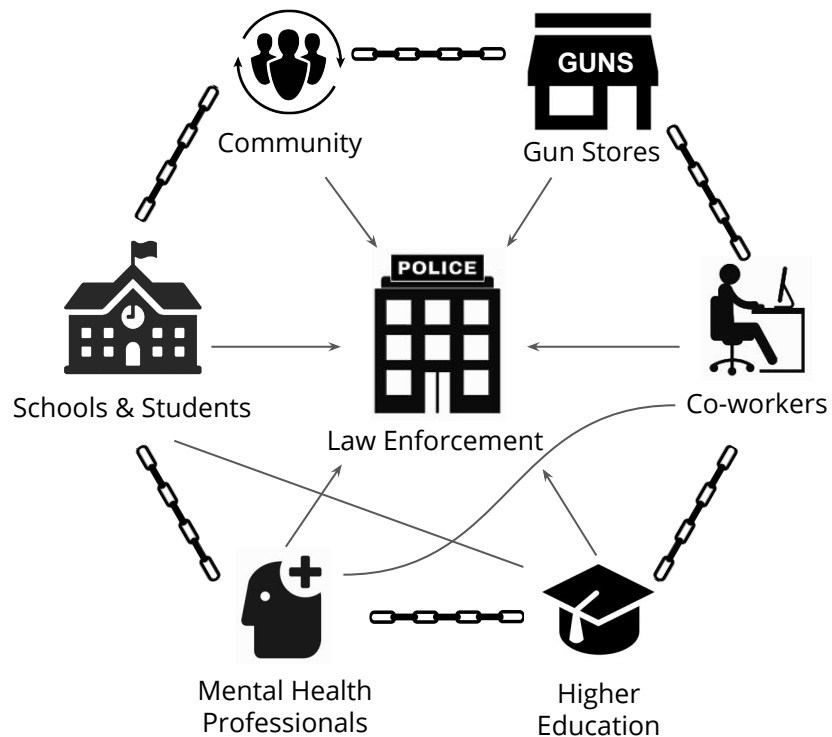 GUNS
Community
Gun Stores
POLICE
Schools & Students
Co-workers
Law Enforcement
Mental Health
Professionals
Higher
Education